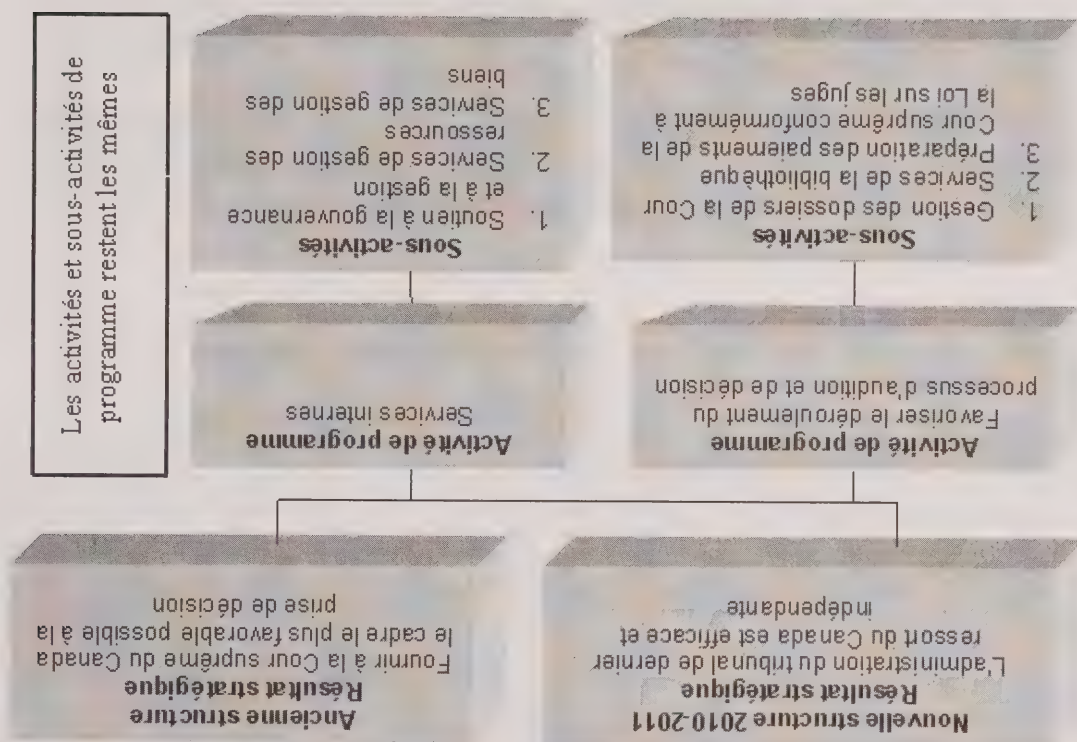 Nouvelle structure 2010-2011
Résultat stratégique
L'administration du tribunal de dernier
ressort du Canada est efficace et
indépendante
Ancienne structure
Résultat stratégique
Fournir à la Cour suprême du Canada
le cadre le plus favorable possible à la
prise de décision
Activité de programme
Favoriser le déroulement du
processus d'audition et de décision
Activité de programme
Services internes
Sous-activités
1. Gestion des dossiers de la Cour
2. Services de la bibliothèque
3. Préparation des paiements de la
Cour suprême conformément à
la Loi sur les juges
Sous-activités
1. Soutien à la gouvernance
et à la gestion
2. Services de gestion des
ressources
3. Services de gestion des
biens
Les activités et sous-activités de
programme restent les mêmes